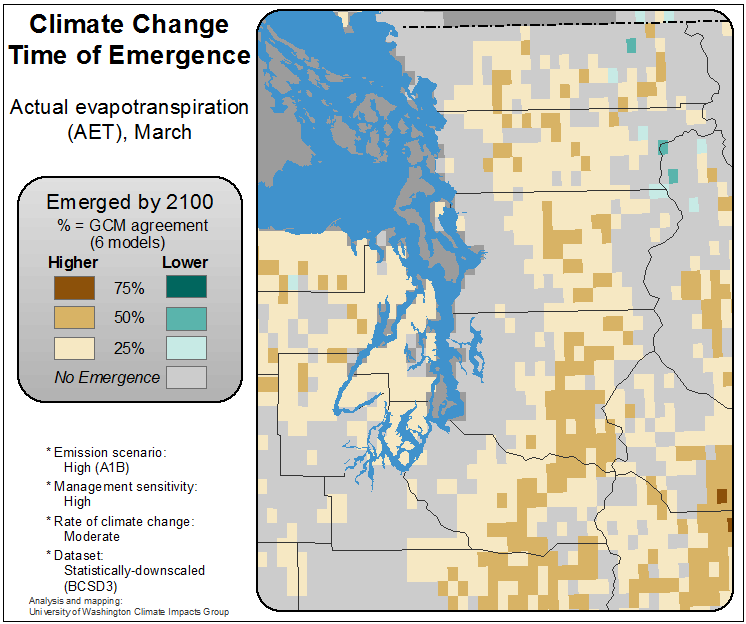 Climate Change
Time of Emergence
Actual evapotranspiration
(AET), March
Emerged by 2100
% = GCM agreement
(6 models)
Higher Lower
75%
50%
25%
No Emergence
* Emission scenario:
High (A1B)
* Management sensitivity:
High
* Rate of climate change:
Moderate
* Dataset:
Statistically-downscaled
(BCSD3)
Analysis and mapping:
University of Washington Climate Impacts Group